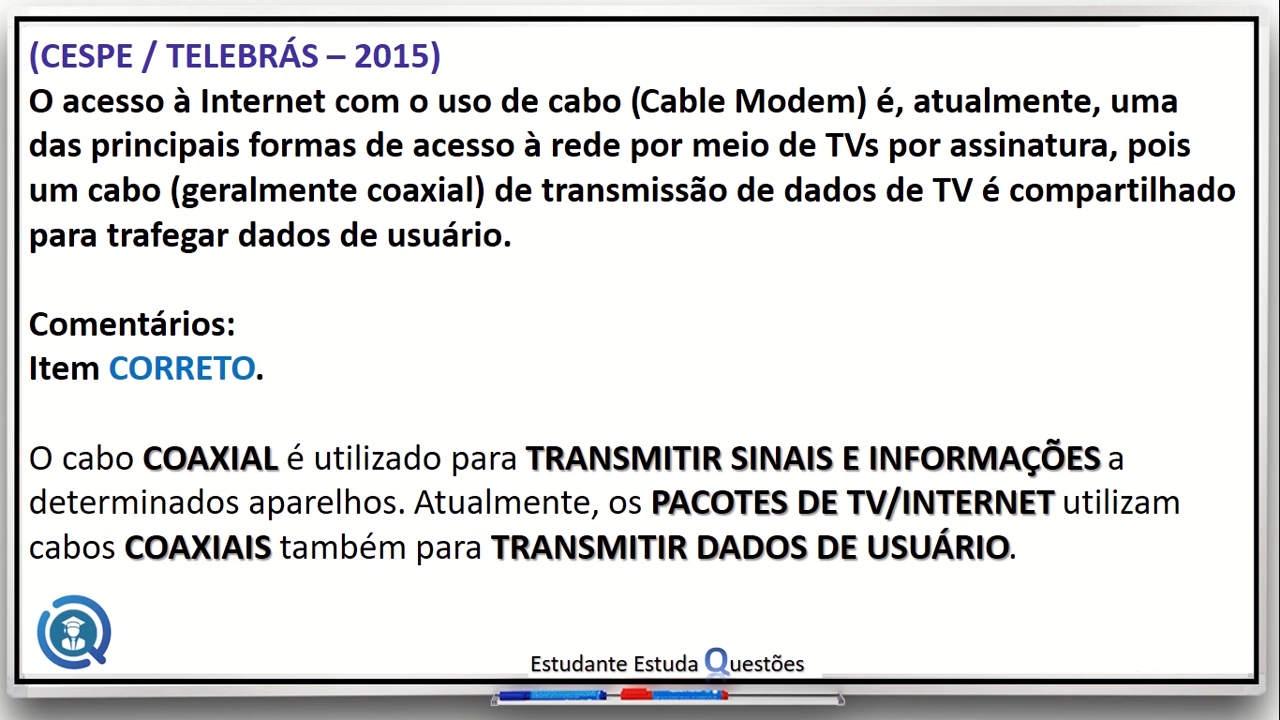 (CESPE / TELEBRÁS – 2015)
O acesso à Internet com o uso de cabo (Cable Modem) é, atualmente, uma
das principais formas de acesso à rede por meio de TVs por assinatura, pois
um cabo (geralmente coaxial) de transmissão de dados de TV é compartilhado
para trafegar dados de usuário.
Comentários:
Item CORRETO.
O cabo COAXIAL é utilizado para TRANSMITIR SINAIS E INFORMAÇÕES a
determinados aparelhos. Atualmente, os PACOTES DE TV/INTERNET utilizam
cabos COAXIAIS também para TRANSMITIR DADOS DE USUÁRIO.
Estudante Estuda Questões